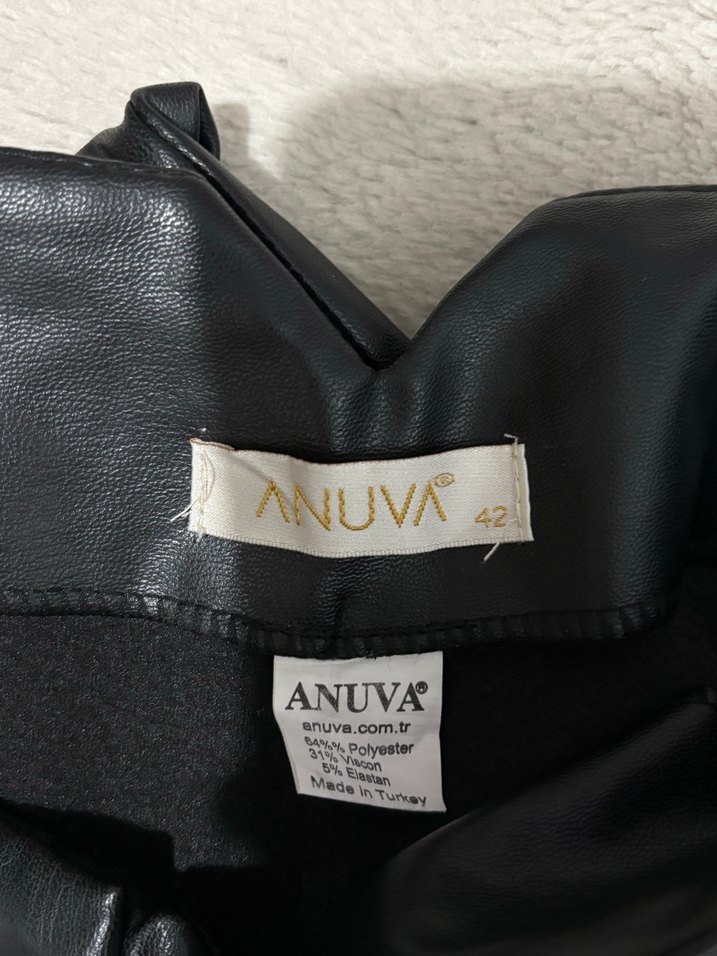 ANUVA®
42
ANUVA®
anuva.com.tr
64%% Polyester
31% Viscon
5% Elastan
Made in Turkey